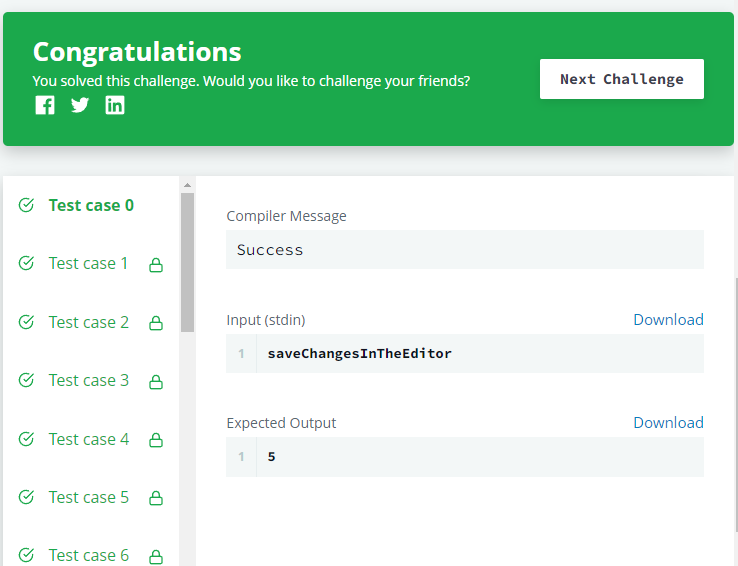 Congratulations
You solved this challenge. Would you like to challenge your friends?
Next Challenge
Test case 0
Test case 1
Test case 2
Test case 3
Test case 4
Test case 5
Test case 6
Compiler Message
Success
Input (stdin)
Download
1 saveChangesInTheEditor
Expected Output
Download
1 5